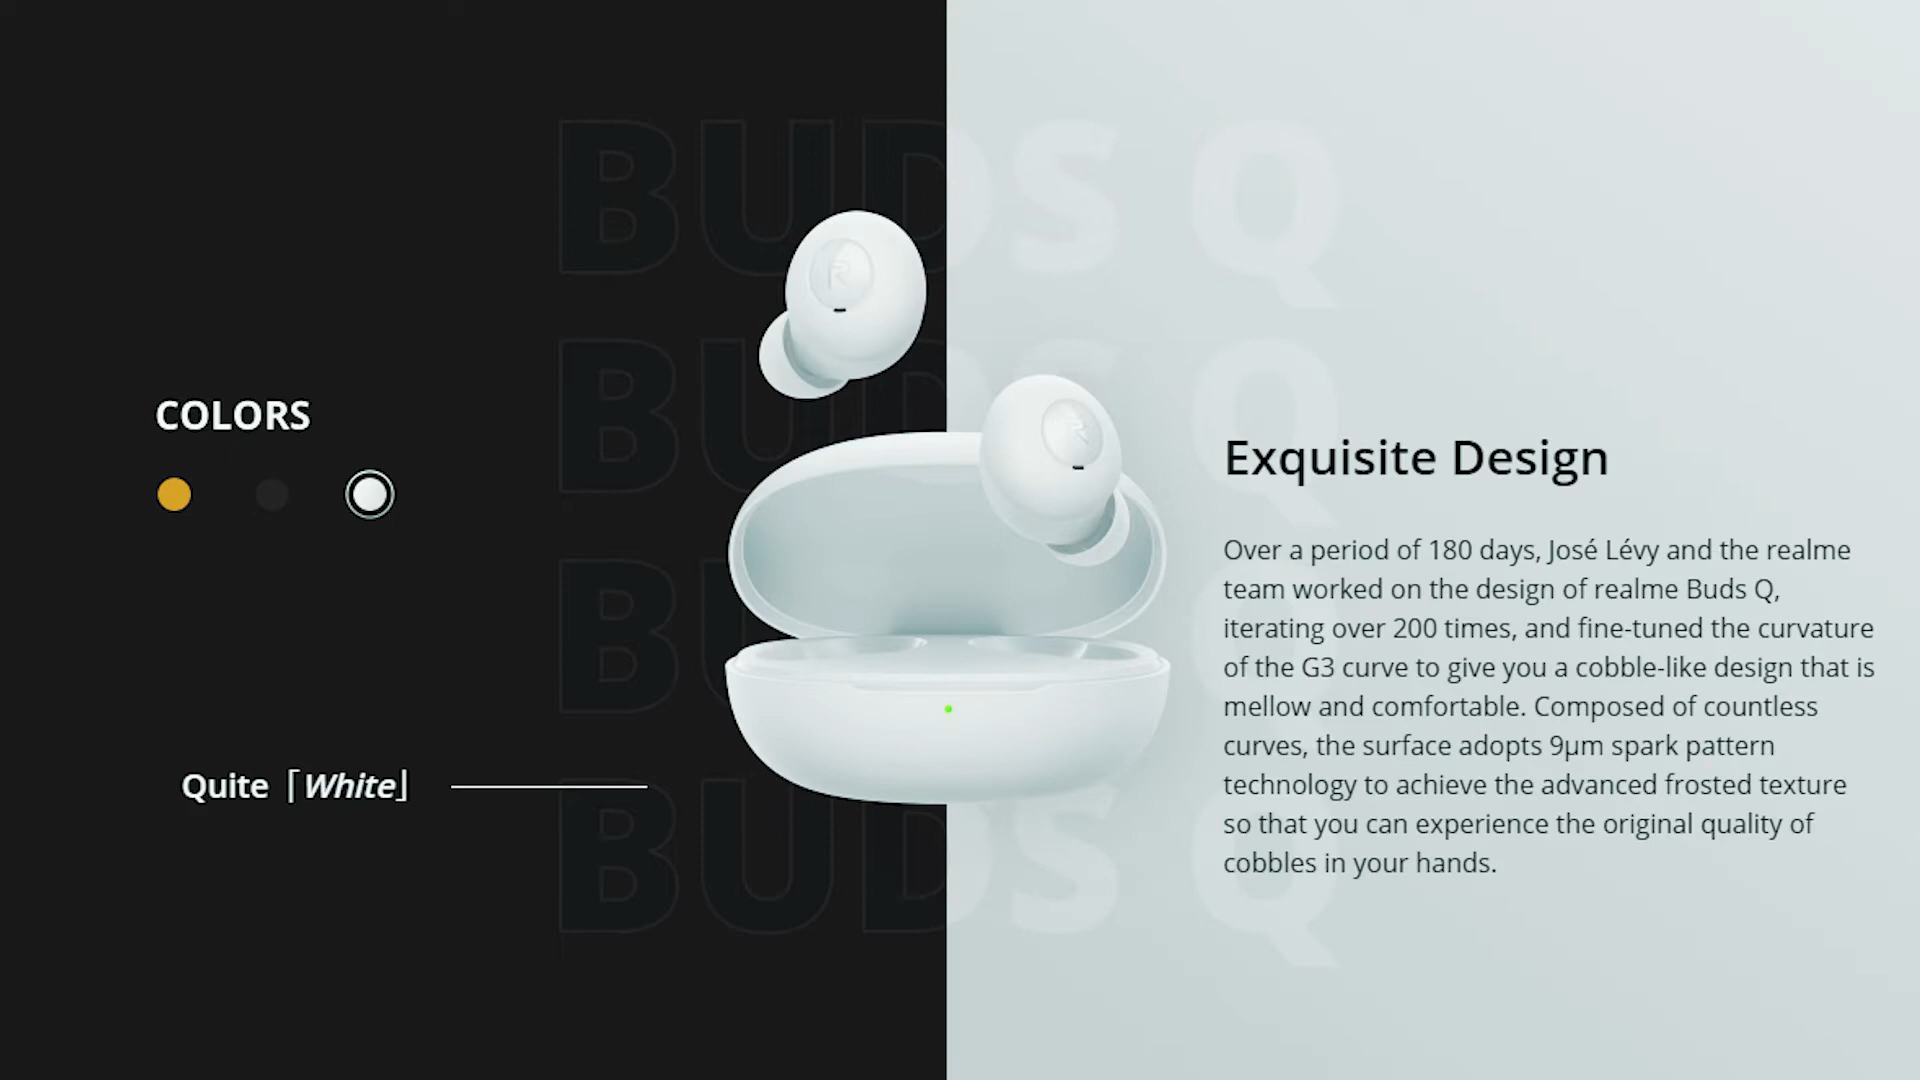 BUDS Q
BUDS Q
BUDS Q
BUDS Q
COLORS
Quite ⌈White⌋
Exquisite Design
Over a period of 180 days, José Lévy and the realme
team worked on the design of realme Buds Q,
iterating over 200 times, and fine-tuned the curvature
of the G3 curve to give you a cobble-like design that is
mellow and comfortable. Composed of countless
curves, the surface adopts 9μm spark pattern
technology to achieve the advanced frosted texture
so that you can experience the original quality of
cobbles in your hands.